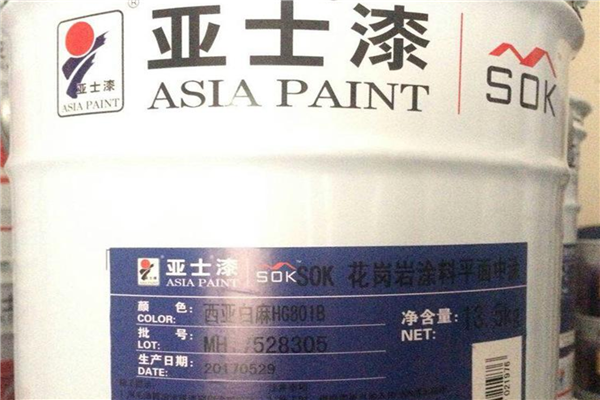 亚士漆
ASIA PAINT
®
亚士漆
ASIA PAINT
SOK
亚士漆
ASIA PAINT
SOK
SOK 花岗岩涂料平面中涂
颜 色:
COLOR:
西亚白麻HG801B
净含量:
NET:
批 号:
LOT:
7528305
生产日期:
DATE:
20170529
021976